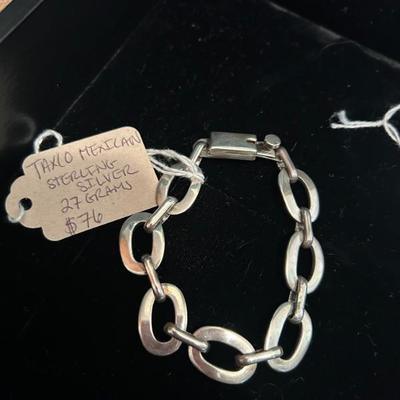 TAXCO MEXICAN
STERLING
SILVER
27 GRAMS
$76